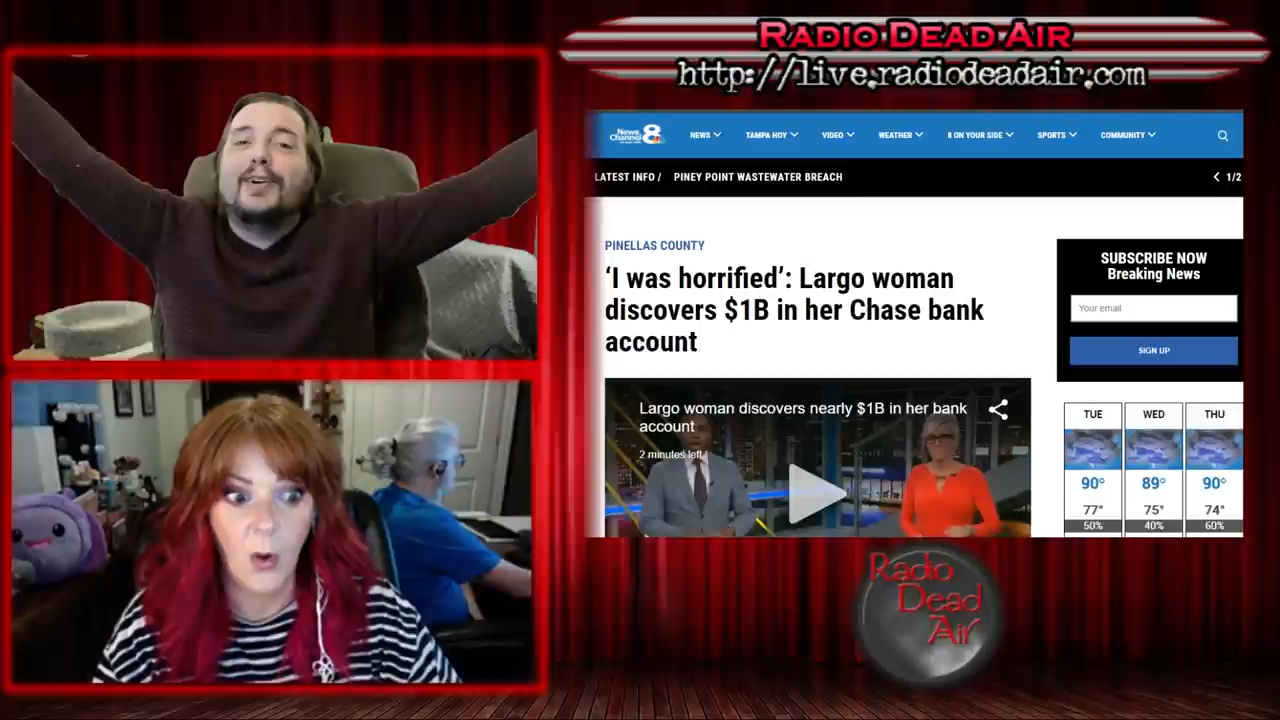 RADIO DEAD AIR
http://live.radiodeadair.com
News
Channel 8
NEWS
TAMPA HOY
VIDEO
WEATHER
8 ON YOUR SIDE
SPORTS
COMMUNITY
LATEST INFO /
PINEY POINT WASTEWATER BREACH
1/2
PINELLAS COUNTY
‘I was horrified’: Largo woman
discovers $1B in her Chase bank
account
SUBSCRIBE NOW
Breaking News
Your email
SIGN UP
Largo woman discovers nearly $1B in her bank
account
2 minutes left
TUE WED THU
90° 89° 90°
77° 75° 74°
50% 40% 60%
Radio
Dead
Air